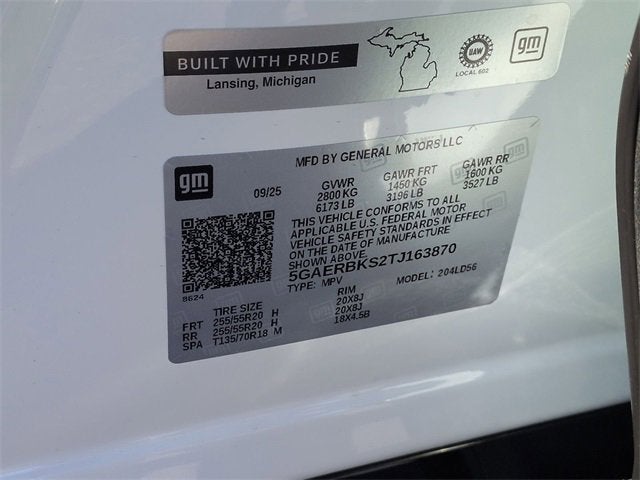 BUILT WITH PRIDE
Lansing, Michigan
UAW
LOCAL 602
gm
gm
MFD BY GENERAL MOTORS LLC
09/25
GVWR GAWR FRT GAWR RR
2800 KG 1450 KG 1600 KG
6173 LB 3196 LB 3527 LB
THIS VEHICLE CONFORMS TO ALL
APPLICABLE U.S. FEDERAL MOTOR
VEHICLE SAFETY STANDARDS IN EFFECT
ON THE DATE OF MANUFACTURE
SHOWN ABOVE.
5GAERBKS2TJ163870
TYPE: MPV MODEL: 204LD56
8624
TIRE SIZE RIM
FRT 255/55R20 H 20X8J
RR 255/55R20 H 20X8J
SPA T135/70R18 M 18X4.5B